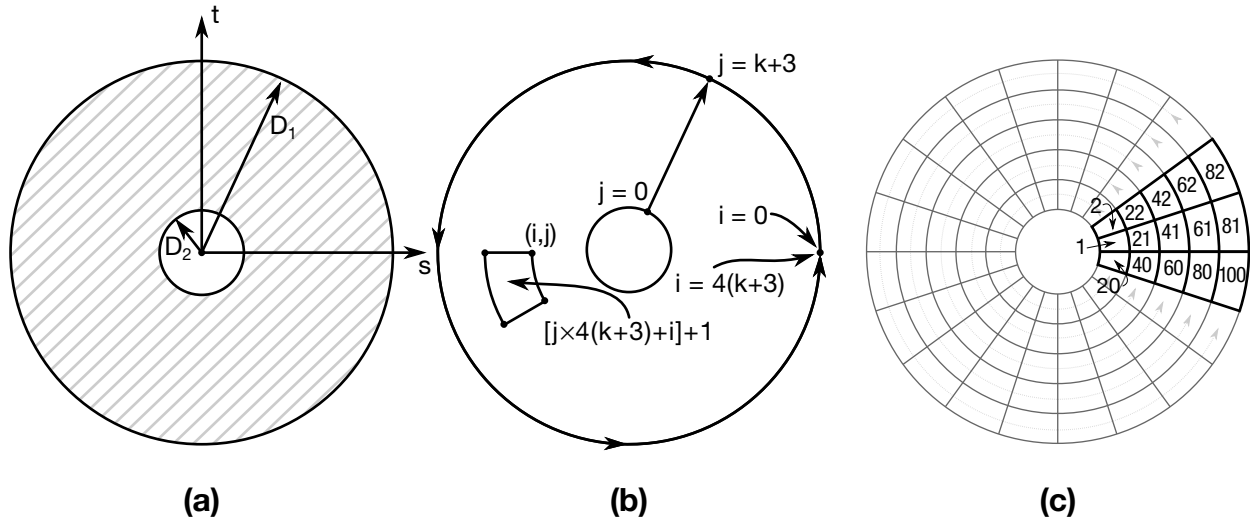 t
D₁
D₂
s
(a)
j = k+3
j = 0
i = 0
(i,j)
i = 4(k+3)
[j×4(k+3)+i]+1
(b)
2 22 42 62 82
1 21 41 61 81
20 40 60 80 100
(c)